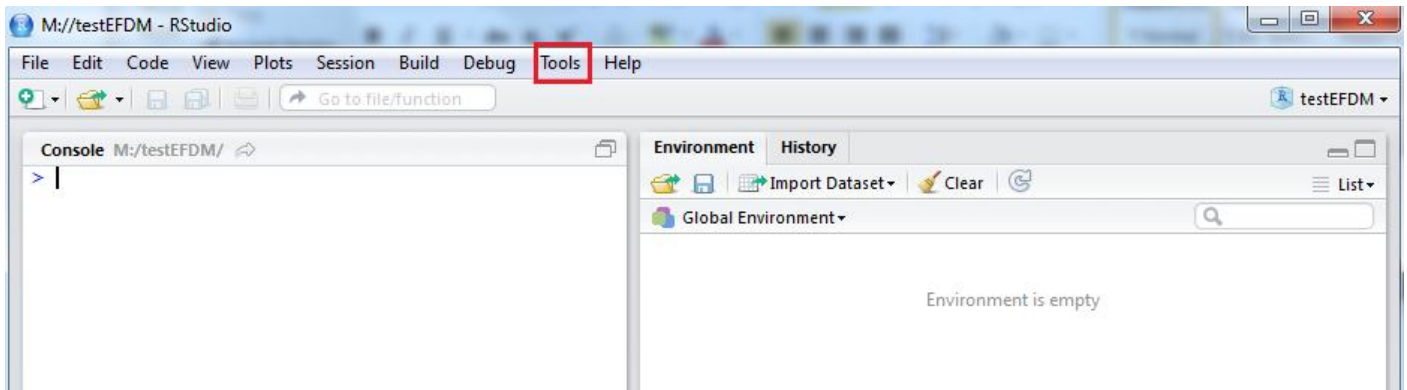 M://testEFDM - RStudio
File Edit Code View Plots Session Build Debug Tools Help
Go to file/function
testEFDM
Console M:/testEFDM/
>
Environment History
Import Dataset Clear List
Global Environment
Environment is empty